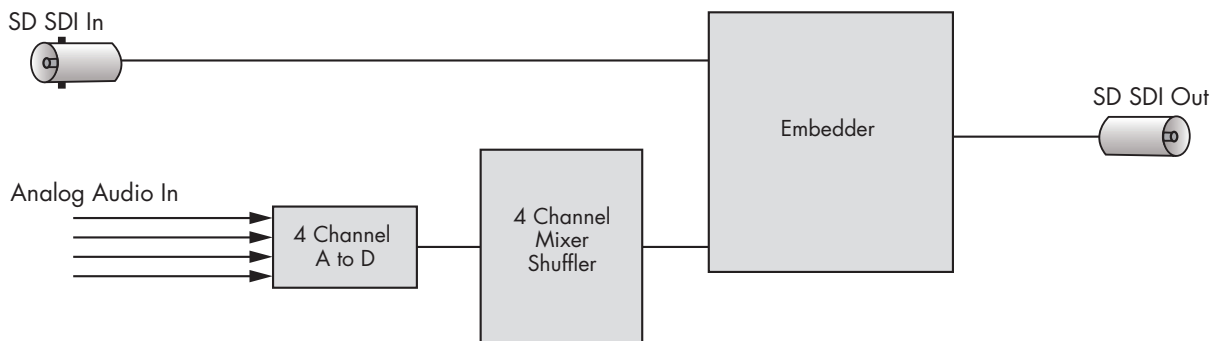 SD SDI In
Embedder
SD SDI Out
Analog Audio In
4 Channel
A to D
4 Channel
Mixer
Shuffler